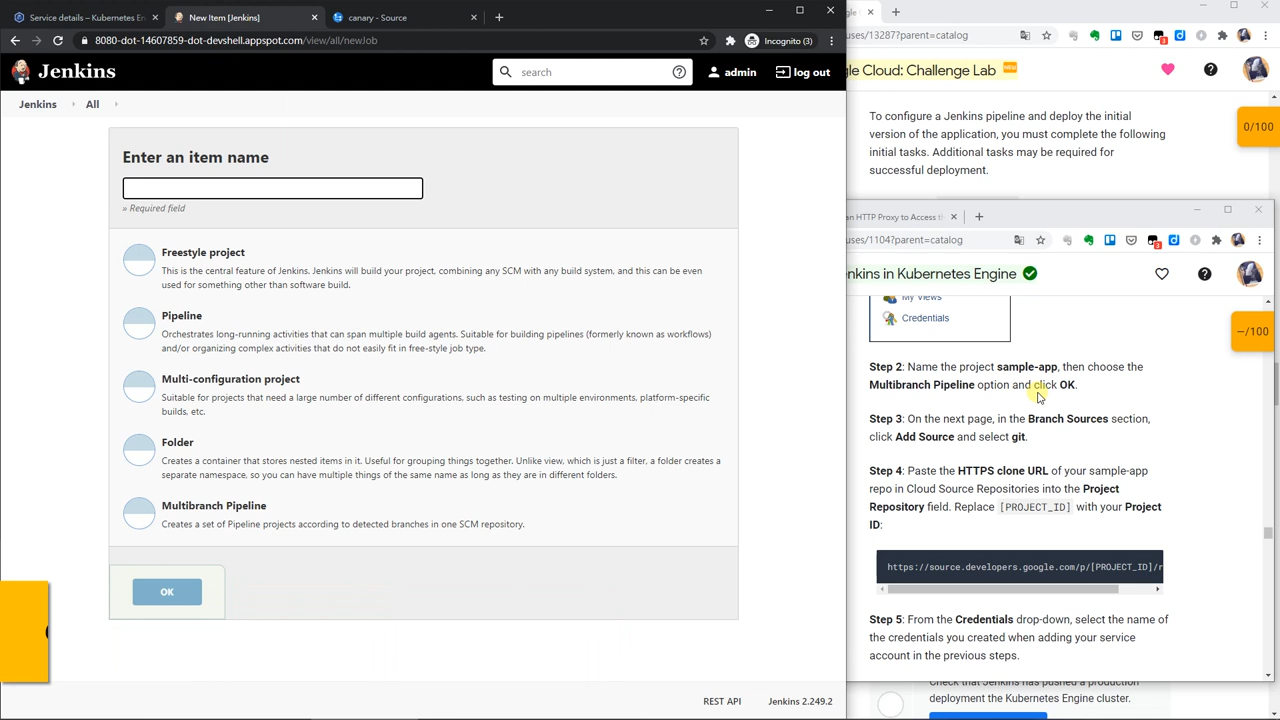 Service details – Kubernetes En
New Item [Jenkins]
canary - Source
8080-dot-14607859-dot-devshell.appspot.com/view/all/newJob
Incognito (3)
Jenkins
search
admin
log out
Jenkins
All
Enter an item name
» Required field
Freestyle project
This is the central feature of Jenkins. Jenkins will build your project, combining any SCM with any build system, and this can be even
used for something other than software build.
Pipeline
Orchestrates long-running activities that can span multiple build agents. Suitable for building pipelines (formerly known as workflows)
and/or organizing complex activities that do not easily fit in free-style job type.
Multi-configuration project
Suitable for projects that need a large number of different configurations, such as testing on multiple environments, platform-specific
builds, etc.
Folder
Creates a container that stores nested items in it. Useful for grouping things together. Unlike view, which is just a filter, a folder creates a
separate namespace, so you can have multiple things of the same name as long as they are in different folders.
Multibranch Pipeline
Creates a set of Pipeline projects according to detected branches in one SCM repository.
OK
REST API
Jenkins 2.249.2
gle
uses/13287?parent=catalog
gle Cloud: Challenge Lab
NEW
To configure a Jenkins pipeline and deploy the initial
version of the application, you must complete the following
initial tasks. Additional tasks may be required for
successful deployment.
0/100
an HTTP Proxy to Access th
uses/1104?parent=catalog
enkins in Kubernetes Engine
My Views
Credentials
–/100
Step 2: Name the project sample-app, then choose the
Multibranch Pipeline option and click OK.
Step 3: On the next page, in the Branch Sources section,
click Add Source and select git.
Step 4: Paste the HTTPS clone URL of your sample-app
repo in Cloud Source Repositories into the Project
Repository field. Replace [PROJECT_ID] with your Project
ID:
https://source.developers.google.com/p/[PROJECT_ID]/r
Step 5: From the Credentials drop-down, select the name of
the credentials you created when adding your service
account in the previous steps.
Check that Jenkins has pushed a production
deployment the Kubernetes Engine cluster.